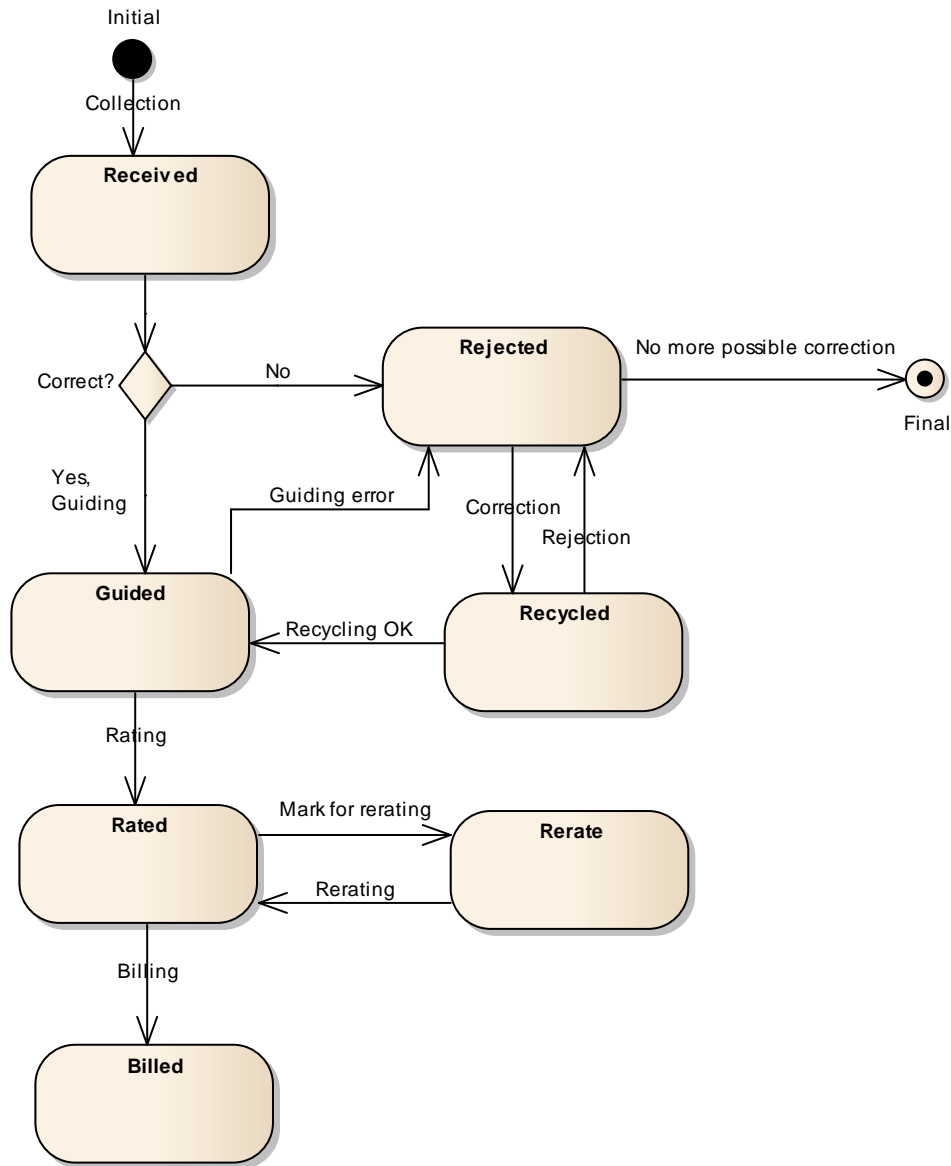 Initial
Collection
Received
Correct?
No
Rejected
No more possible correction
Final
Yes,
Guiding
Guiding error
Correction
Rejection
Guided
Recycling OK
Recycled
Rating
Rated
Mark for rerating
Rerate
Rerating
Billing
Billed